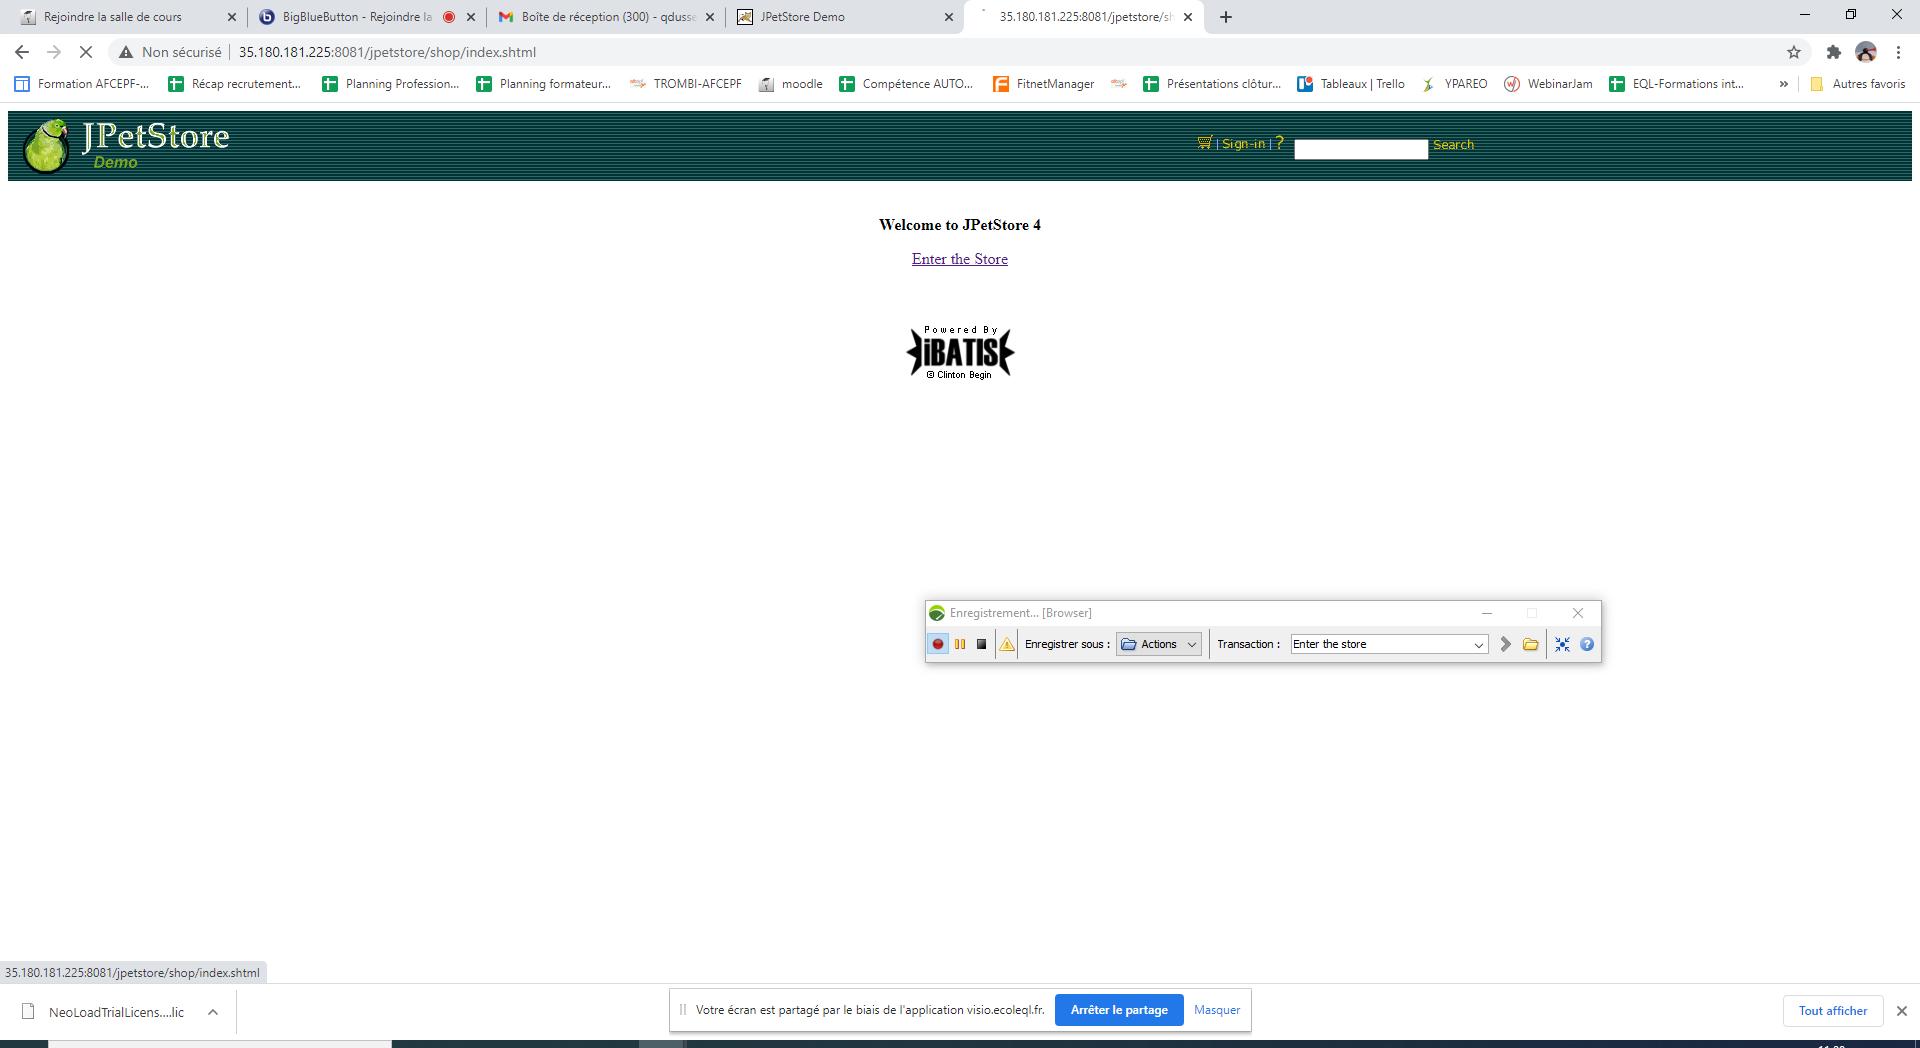 Rejoindre la salle de cours
BigBlueButton - Rejoindre la
Boîte de réception (300) - qdusse
JPetStore Demo
35.180.181.225:8081/jpetstore/sh
Non sécurisé
35.180.181.225:8081/jpetstore/shop/index.shtml
Formation AFCEPF-...
Récap recrutement...
Planning Profession...
Planning formateur...
TROMBI-AFCEPF
moodle
Compétence AUTO...
FitnetManager
Présentations clôtur...
Tableaux | Trello
YPAREO
WebinarJam
EQL-Formations int...
»
Autres favoris
JPetStore
Demo
| Sign-in | ?
Search
Welcome to JPetStore 4
Enter the Store
Powered By
iBATIS
© Clinton Begin
Enregistrement... [Browser]
Enregistrer sous :
Actions
Transaction :
Enter the store
35.180.181.225:8081/jpetstore/shop/index.shtml
NeoLoadTrialLicens....lic
Votre écran est partagé par le biais de l'application visio.ecoleql.fr.
Arrêter le partage
Masquer
Tout afficher